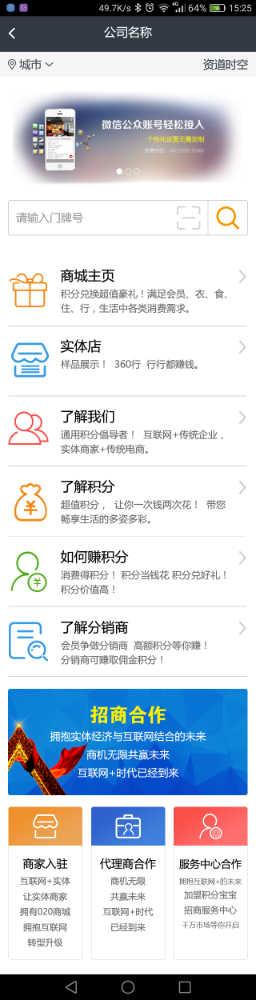 49.7K/s 4G 64% 15:25
公司名称
城市 资道时空
微信公众账号轻松接入
个性化设置无需定制
请输入门牌号
商城主页
积分兑换超值豪礼！满足会员、衣、食、
住、行，生活中各类消费需求。
实体店
样品展示！ 360行 行行都赚钱。
了解我们
通用积分倡导者！ 互联网+传统企业，
实体商家+传统电商。
了解积分
超值积分， 让你一次钱两次花！ 带您
畅享生活的多姿多彩。
如何赚积分
消费得积分！ 积分当钱花 积分兑好礼！
积分价值高！
了解分销商
会员争做分销商 高额积分等你赚！
分销商可赚取佣金积分！
招商合作
拥抱实体经济与互联网结合的未来
商机无限共赢未来
互联网+时代已经到来
商家入驻
互联网+实体
让实体商家
拥有020商城
拥抱互联网
转型升级
代理商合作
商机无限
共赢未来
互联网+时代
已经到来
服务中心合作
拥抱互联网+的未来
加盟积分宝宝
招商服务中心
千万市场等你开启